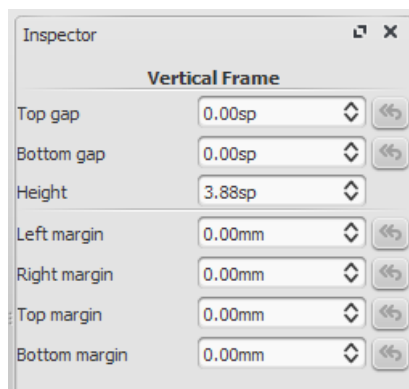 Inspector
Vertical Frame
Top gap 0.00sp
Bottom gap 0.00sp
Height 3.88sp
Left margin 0.00mm
Right margin 0.00mm
Top margin 0.00mm
Bottom margin 0.00mm